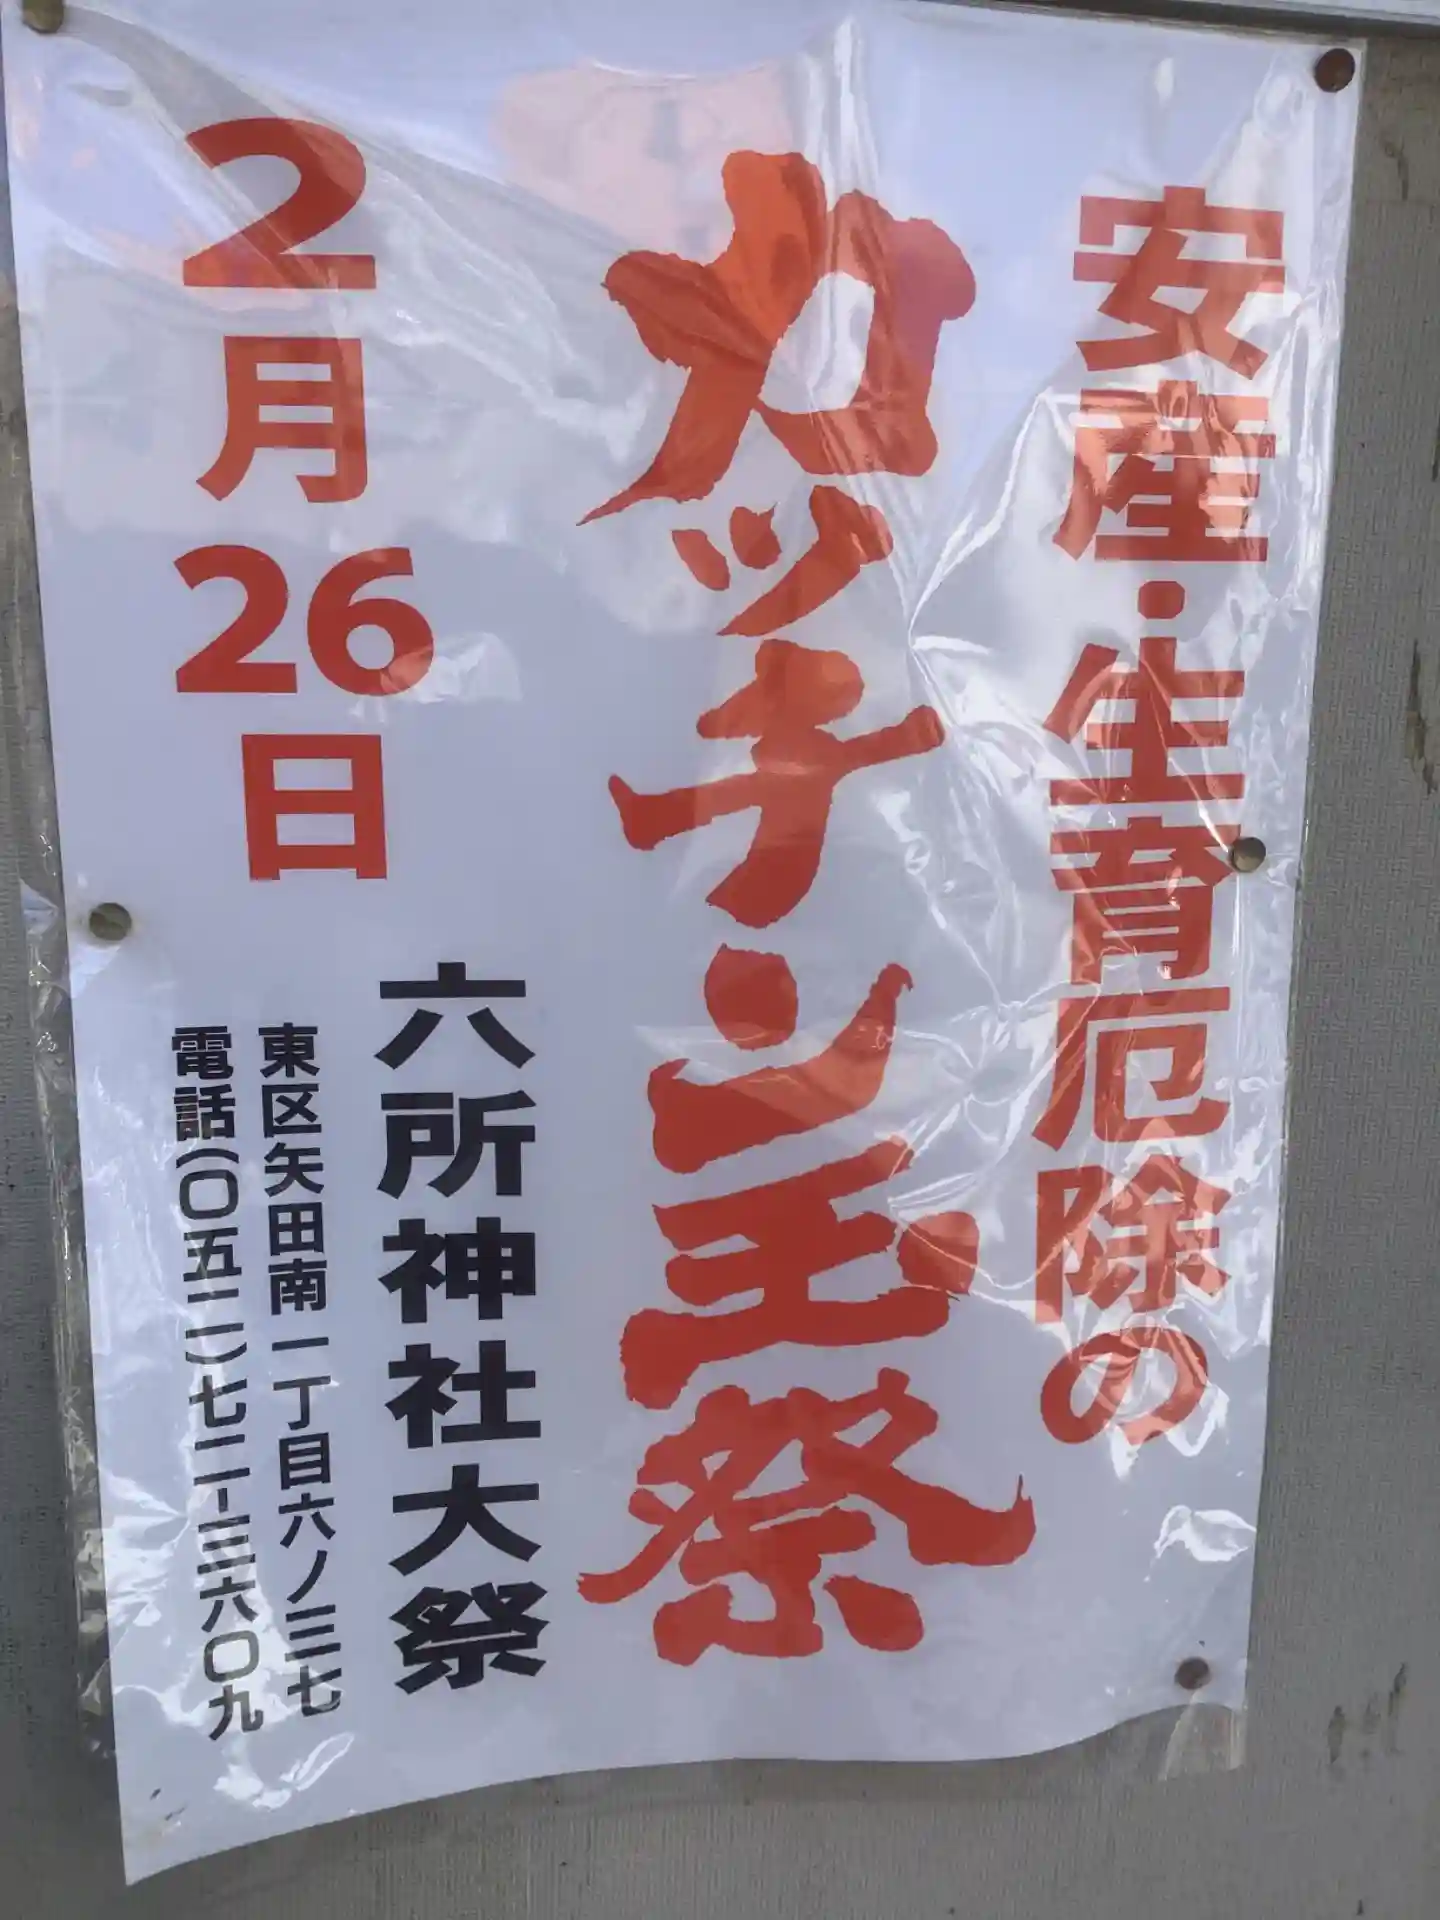 安産・生育厄除の
カッチン玉祭
2月26日
六所神社大祭
東区矢田南一丁目六ノ三七
電話(〇五二)七二一-三六〇九